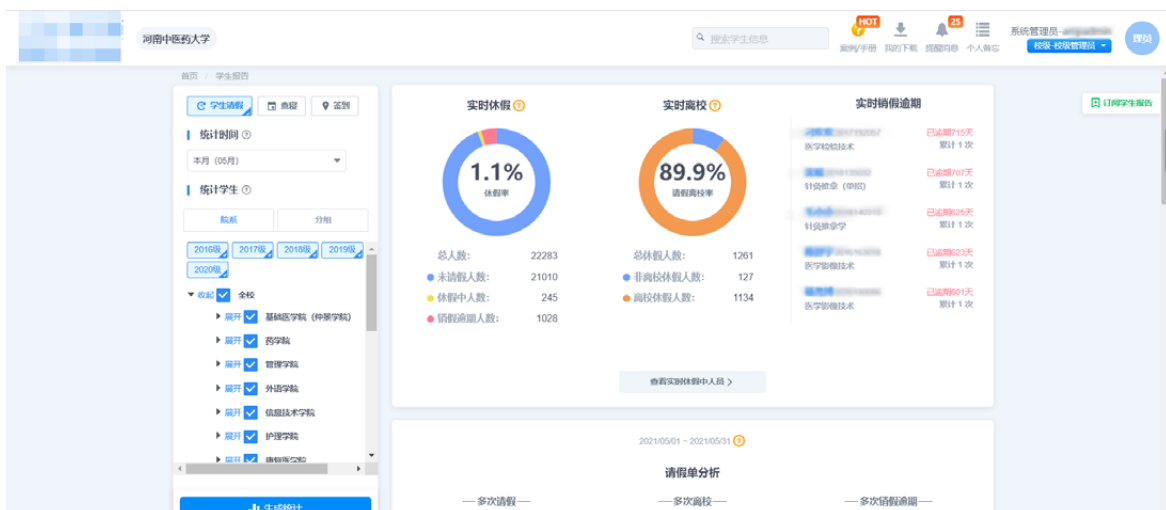 河南中医药大学
搜索学生信息
HOT
25
案例/手册 我的下载 提醒消息 个人备忘
系统管理员-
校级-校级管理员
理员
首页 / 学生报告
学生请假 查寝 签到
统计时间
本月 (05月)
统计学生
院系 分组
2016级 2017级 2018级 2019级
2020级
收起 全校
展开 基础医学院（仲景学院）
展开 药学院
展开 管理学院
展开 外语学院
展开 信息技术学院
展开 护理学院
展开 康复医学院
生成统计
实时休假
1.1%
休假率
总人数: 22283
未请假人数: 21010
休假中人数: 245
销假逾期人数: 1028
实时离校
89.9%
请假离校率
总休假人数: 1261
非离校休假人数: 127
离校休假人数: 1134
实时销假逾期
已逾期715天
医学检验技术 累计 1 次
已逾期707天
针灸推拿（单招） 累计 1 次
已逾期625天
针灸推拿学 累计 1 次
已逾期623天
医学影像技术 累计 1 次
已逾期601天
医学影像技术 累计 1 次
查看实时休假中人员 >
订阅学生报告
2021/05/01 ~ 2021/05/31
请假单分析
多次请假 多次离校 多次销假逾期